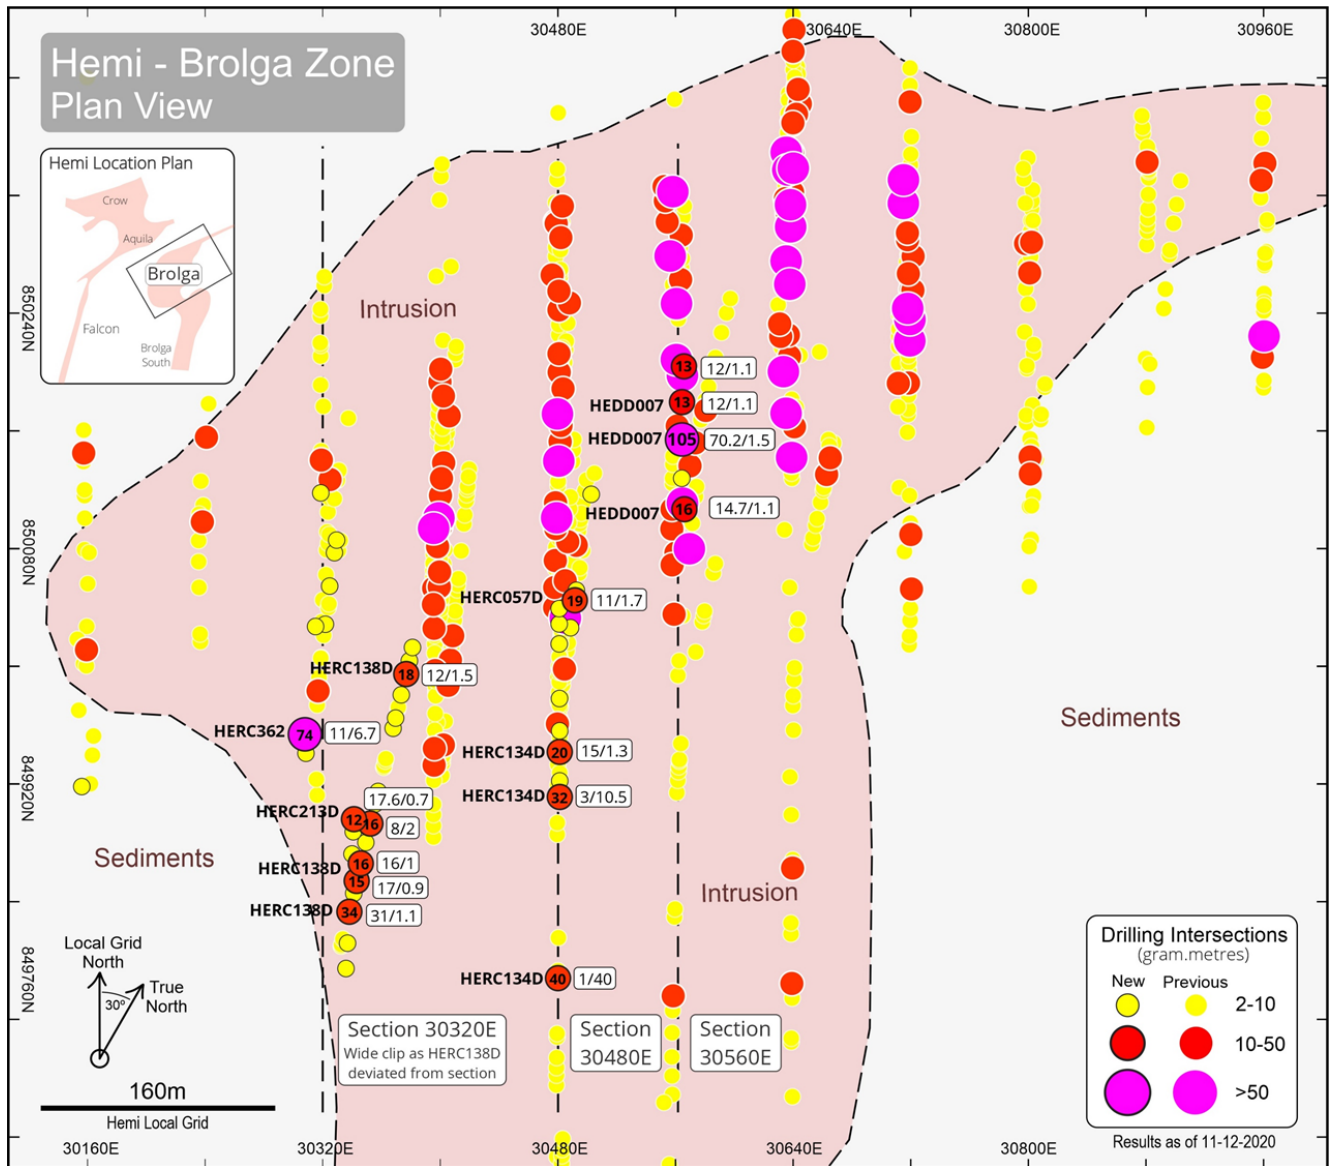 30480E
30640E
30800E
30960E
Hemi - Brolga Zone
Plan View
Hemi Location Plan
Crow
Aquila
Brolga
Falcon
Brolga
South
Intrusion
850240N
13 12/1.1
HEDD007 13 12/1.1
HEDD007 105 70.2/1.5
HEDD007 16 14.7/1.1
850080N
HERC057D 19 11/1.7
HERC138D 18 12/1.5
HERC362 74 11/6.7
HERC134D 20 15/1.3
Sediments
849920N
HERC134D 32 3/10.5
17.6/0.7
HERC213D 12 16 8/2
Sediments
HERC138D 16 16/1
15 17/0.9
HERC138D 34 31/1.1
Intrusion
HERC134D 40 1/40
849760N
Local Grid
North
True
North
30º
160m
Hemi Local Grid
Section 30320E
Wide clip as HERC138D
deviated from section
Section
30480E
Section
30560E
Drilling Intersections
(gram.metres)
New Previous
2-10
10-50
>50
Results as of 11-12-2020
30160E
30320E
30480E
30640E
30800E
30960E